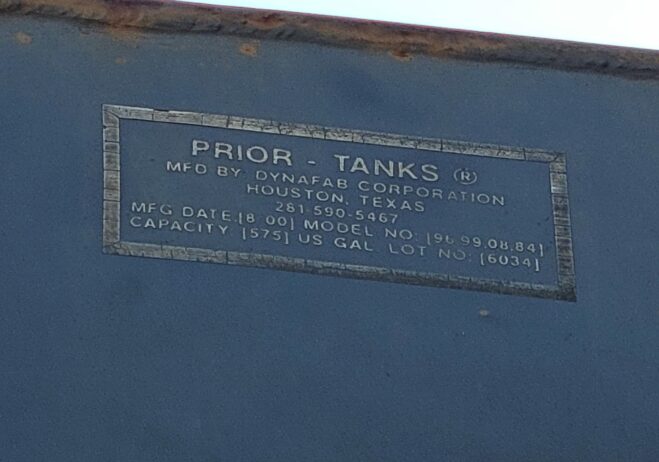 PRIOR - TANKS ®
MFD BY. DYNAFAB CORPORATION
HOUSTON, TEXAS
281-590-5467
MFG DATE.[8 00] MODEL NO: [96.99.08.84]
CAPACITY [575] US GAL. LOT NO: [6034]